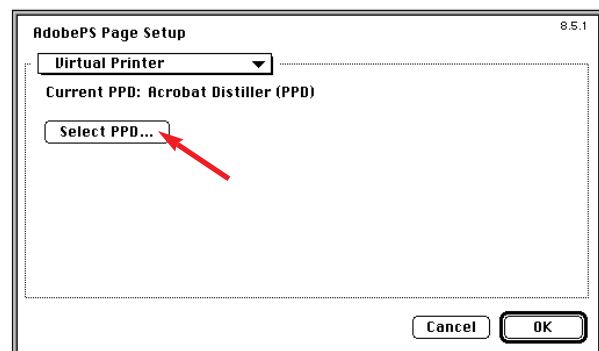 AdobePS Page Setup 8.5.1
Virtual Printer
Current PPD: Acrobat Distiller (PPD)
Select PPD...
Cancel OK